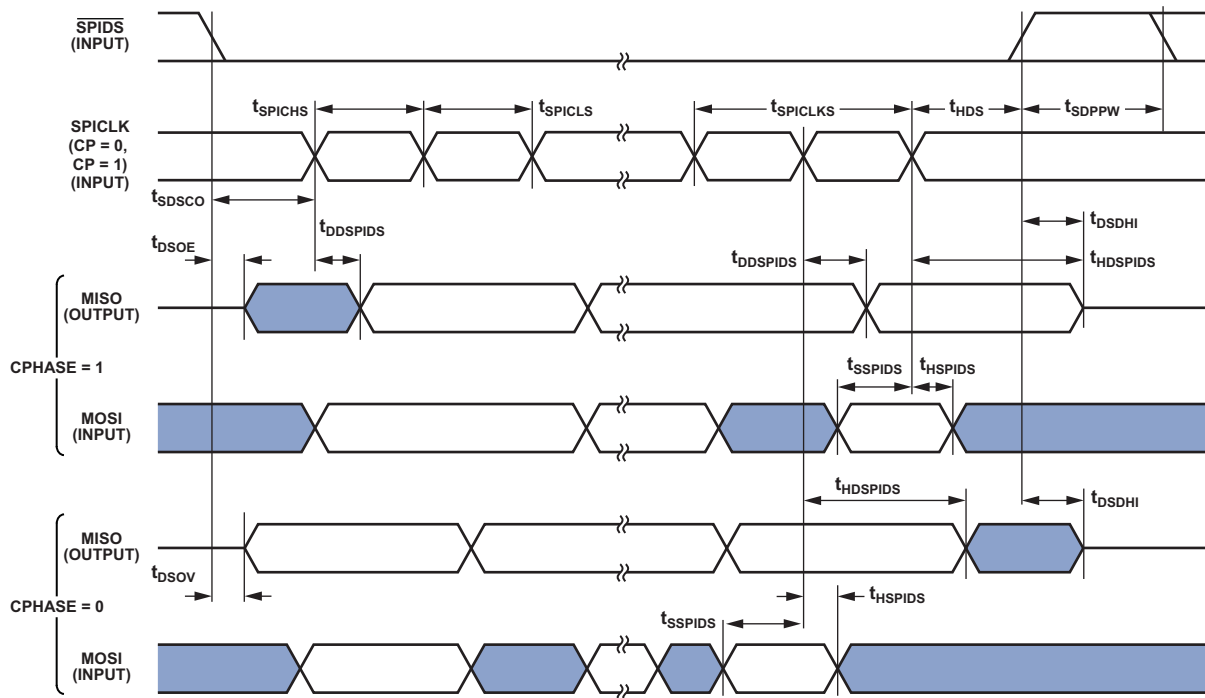 SPIDS
(INPUT)
tSPICHS
tSPICLS
tSPICLKS
tHDS
tSDPPW
SPICLK
(CP = 0,
CP = 1)
(INPUT)
tSDSCO
tDSOE
tDDSPIDS
tDDSPIDS
tDSDHI
tHDSPIDS
MISO
(OUTPUT)
CPHASE = 1
tSSPIDS
tHSPIDS
MOSI
(INPUT)
tHDSPIDS
tDSDHI
MISO
(OUTPUT)
tDSOV
CPHASE = 0
tHSPIDS
tSSPIDS
MOSI
(INPUT)